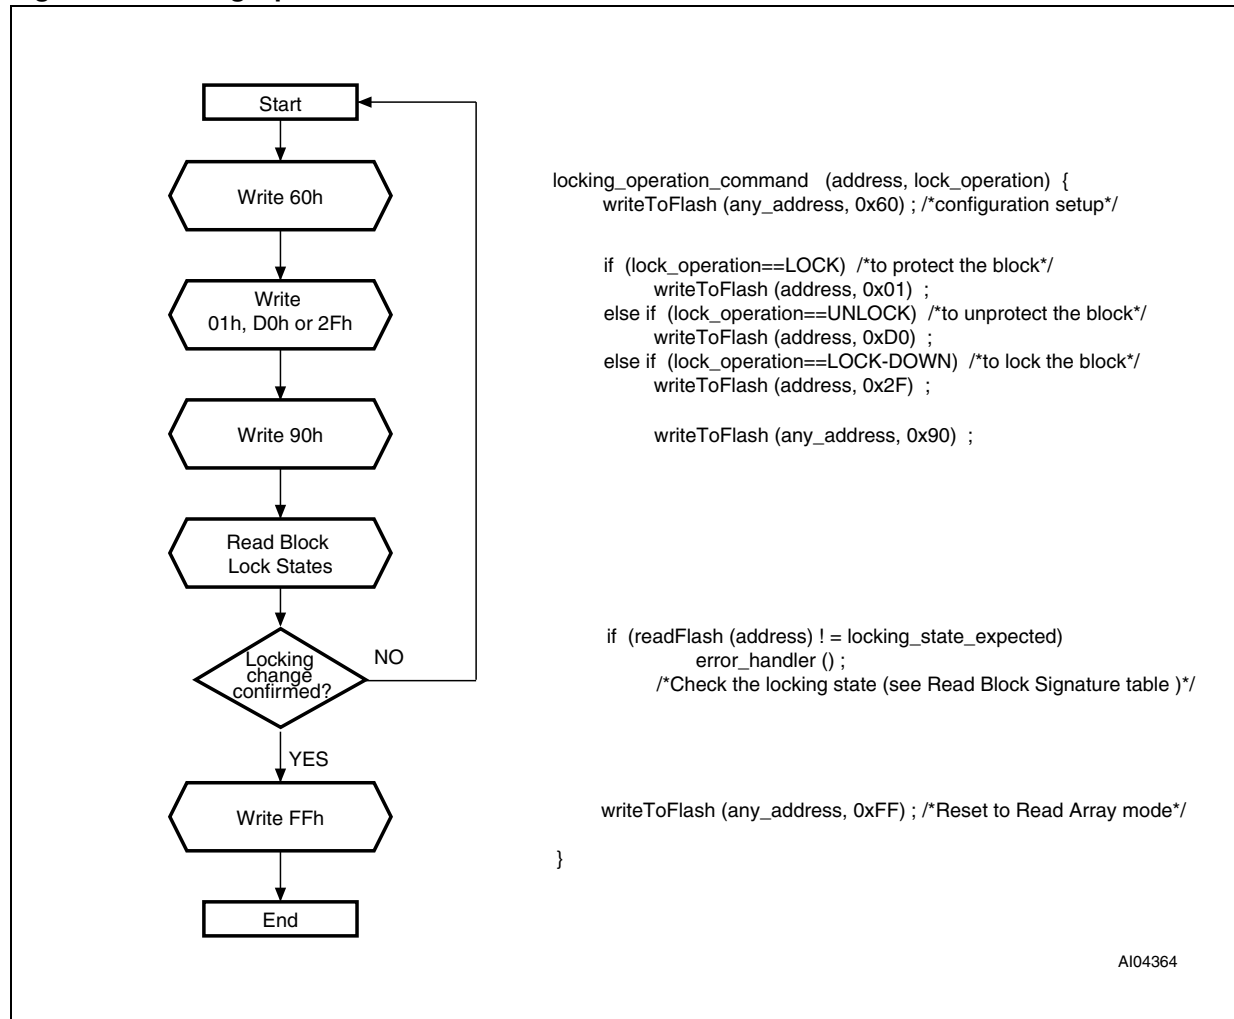 Start
Write 60h
Write
01h, D0h or 2Fh
Write 90h
Read Block
Lock States
Locking
change
confirmed?
NO
YES
Write FFh
End
locking_operation_command (address, lock_operation) {
writeToFlash (any_address, 0x60) ; /*configuration setup*/
if (lock_operation==LOCK) /*to protect the block*/
writeToFlash (address, 0x01) ;
else if (lock_operation==UNLOCK) /*to unprotect the block*/
writeToFlash (address, 0xD0) ;
else if (lock_operation==LOCK-DOWN) /*to lock the block*/
writeToFlash (address, 0x2F) ;
writeToFlash (any_address, 0x90) ;
if (readFlash (address) ! = locking_state_expected)
error_handler () ;
/*Check the locking state (see Read Block Signature table )*/
writeToFlash (any_address, 0xFF) ; /*Reset to Read Array mode*/
}
AI04364